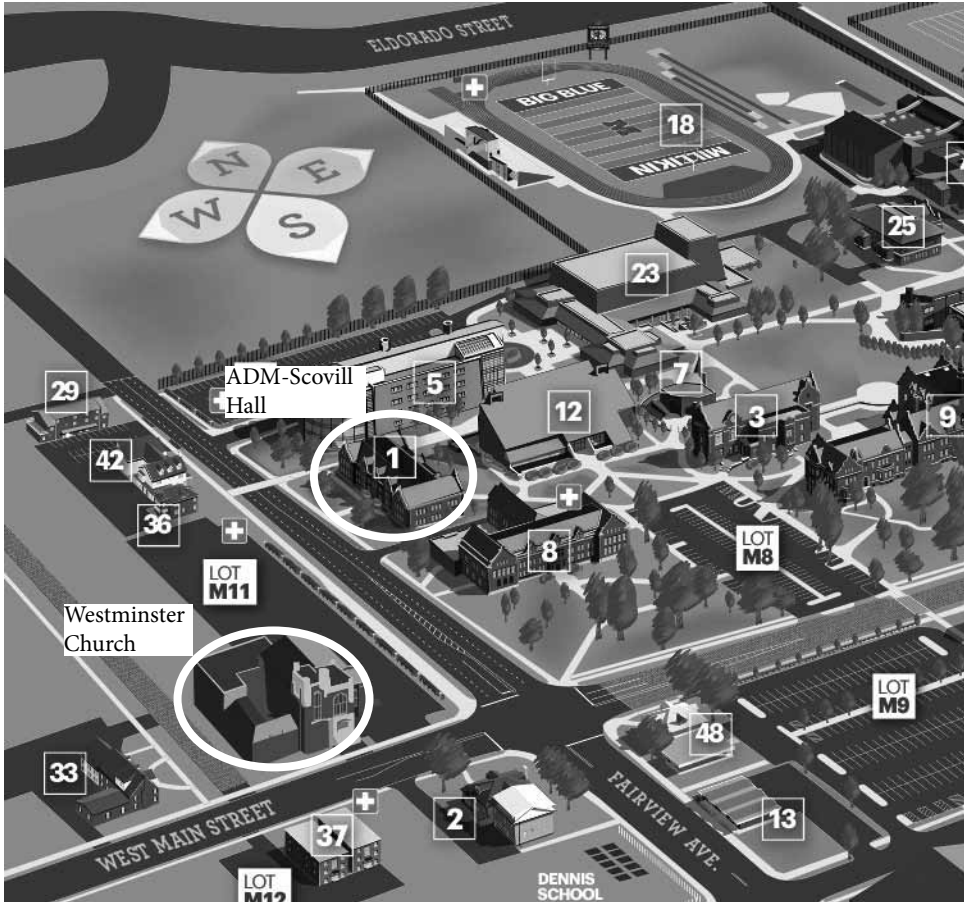 ELDORADO STREET
BIG BLUE
M
18
MILLIKIN
N
E
W
S
25
23
ADM-Scovill
Hall
5
7
29
12
3
9
1
42
36
8
LOT
M8
LOT
M11
Westminster
Church
LOT
M9
48
33
2
13
37
WEST MAIN STREET
FAIRVIEW AVE.
LOT
M12
DENNIS
SCHOOL